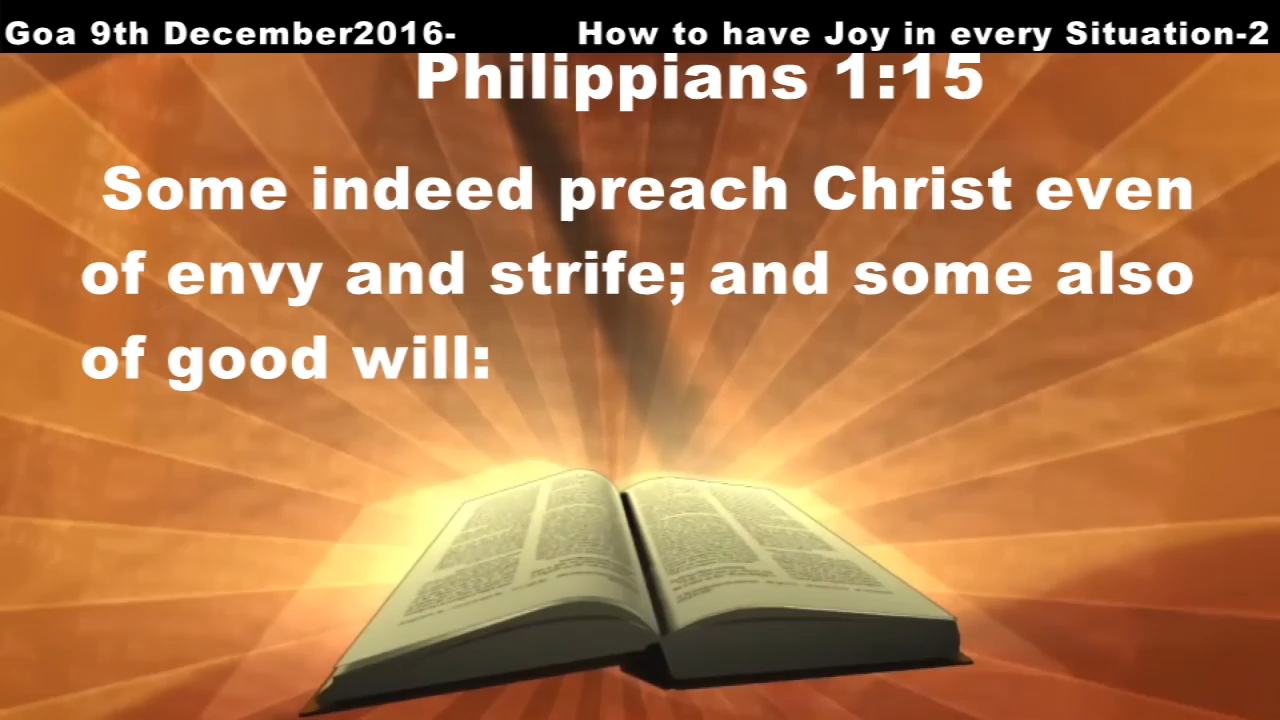 Goa 9th December2016- How to have Joy in every Situation-2
Philippians 1:15
Some indeed preach Christ even
of envy and strife; and some also
of good will: